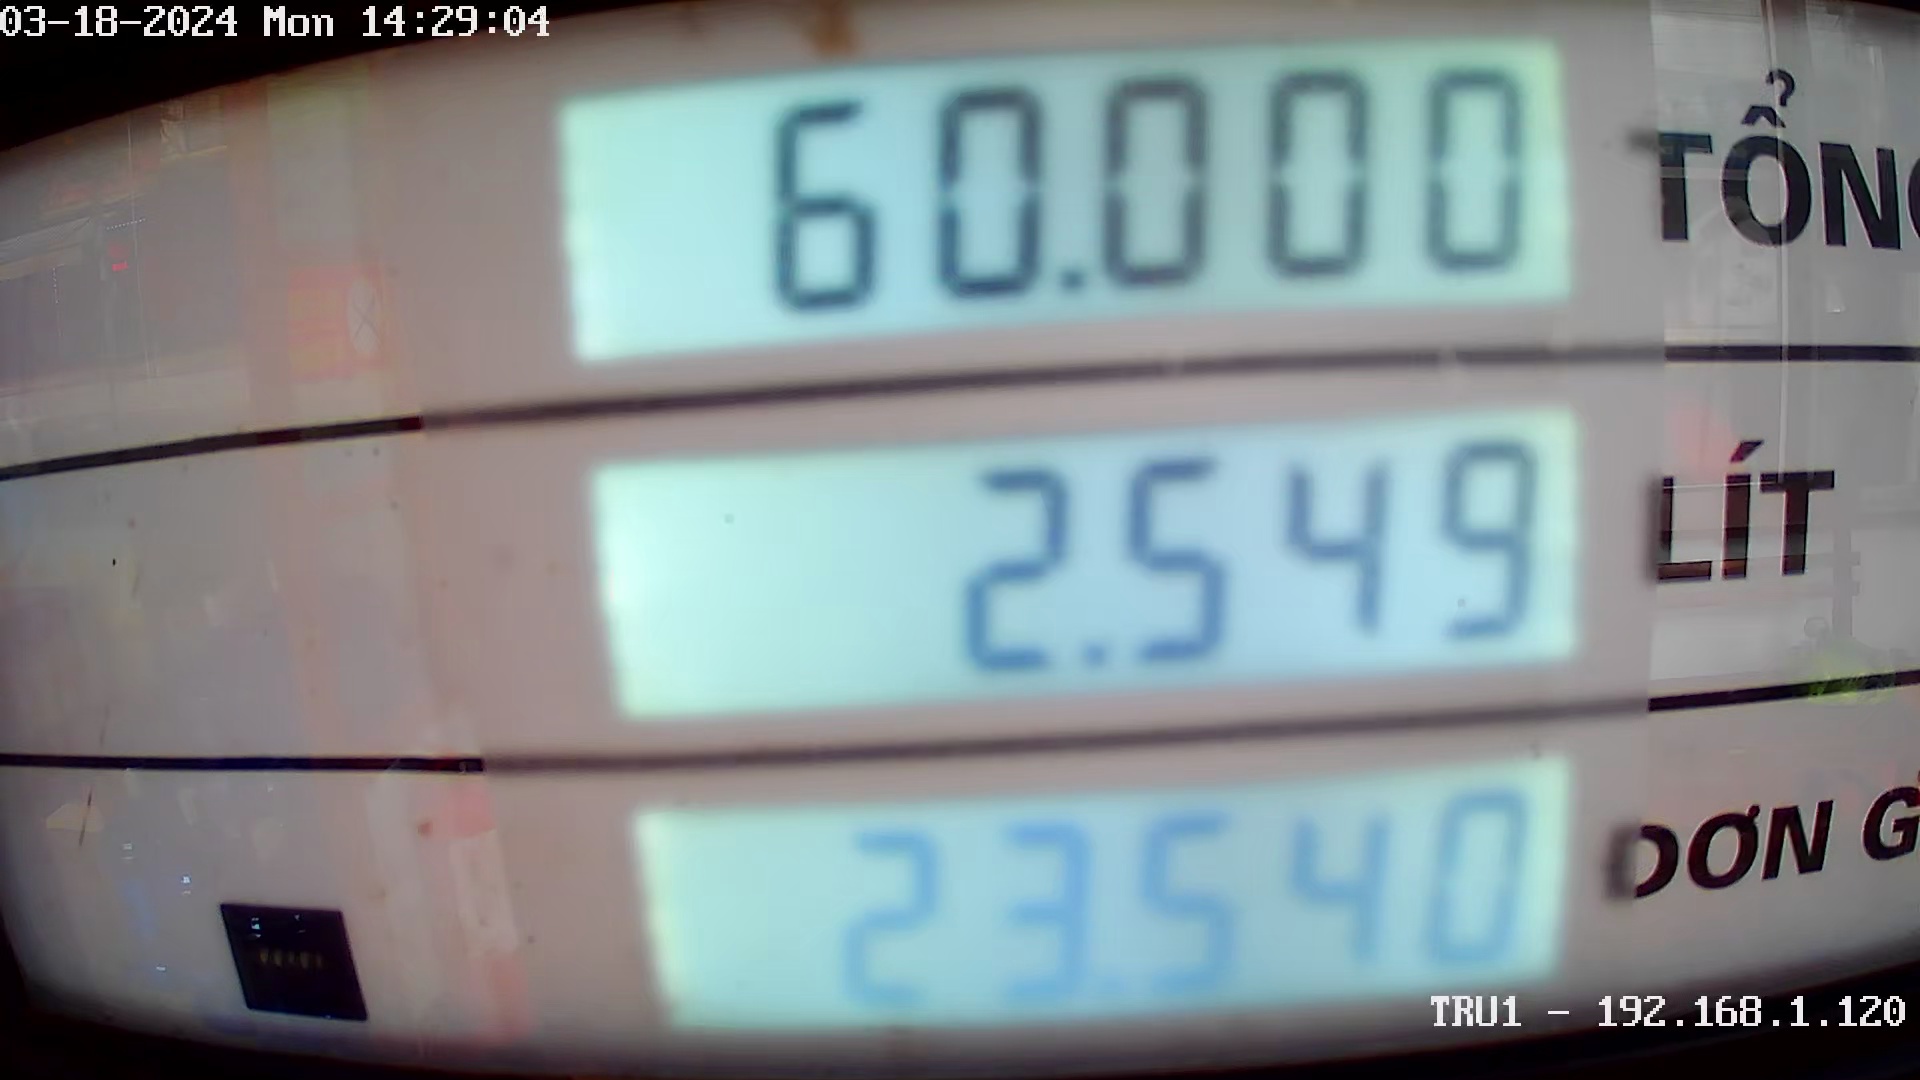 03-18-2024 Mon 14:29:04
60.000 TỔNG
2.549 LÍT
23.540 ĐƠN G
TRU1 - 192.168.1.120